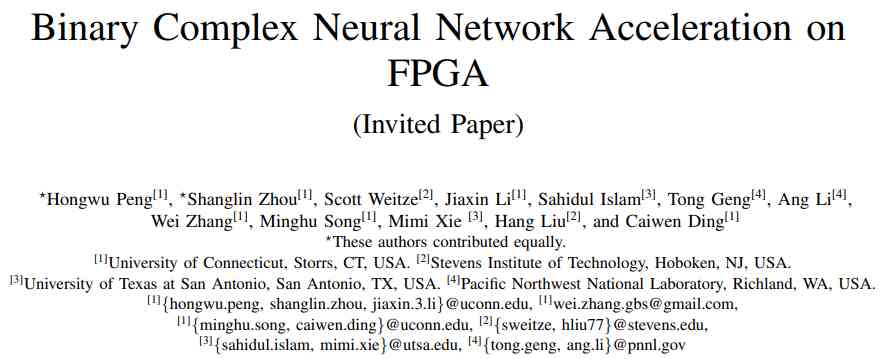 Binary Complex Neural Network Acceleration on
FPGA
(Invited Paper)
⋆Hongwu Peng[1], ⋆Shanglin Zhou[1], Scott Weitze[2], Jiaxin Li[1], Sahidul Islam[3], Tong Geng[4], Ang Li[4],
Wei Zhang[1], Minghu Song[1], Mimi Xie [3], Hang Liu[2], and Caiwen Ding[1]
⋆These authors contributed equally.
[1]University of Connecticut, Storrs, CT, USA. [2]Stevens Institute of Technology, Hoboken, NJ, USA.
[3]University of Texas at San Antonio, San Antonio, TX, USA. [4]Pacific Northwest National Laboratory, Richland, WA, USA.
[1]{hongwu.peng, shanglin.zhou, jiaxin.3.li}@uconn.edu, [1]wei.zhang.gbs@gmail.com,
[1]{minghu.song, caiwen.ding}@uconn.edu, [2]{sweitze, hliu77}@stevens.edu,
[3]{sahidul.islam, mimi.xie}@utsa.edu, [4]{tong.geng, ang.li}@pnnl.gov